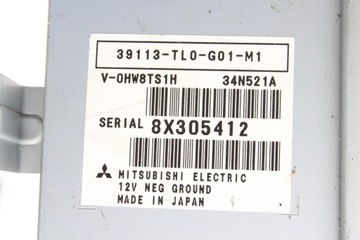 39113-TL0-G01-M1
V-0HW8TS1H 34N521A
SERIAL 8X305412
MITSUBISHI ELECTRIC
12V NEG GROUND
MADE IN JAPAN